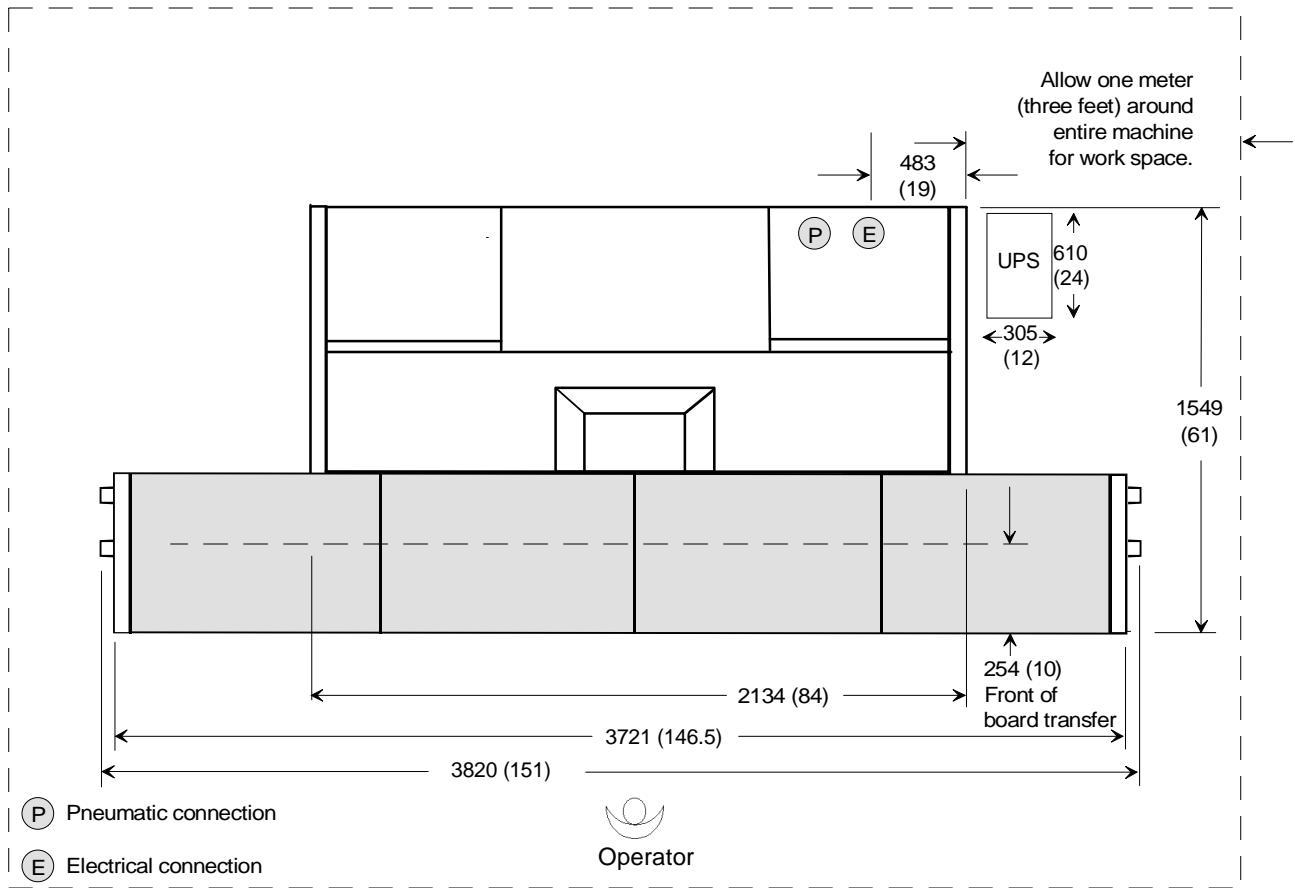 Allow one meter
(three feet) around
entire machine
for work space.
483
(19)
P
E
UPS
610
(24)
305
(12)
1549
(61)
254 (10)
Front of
board transfer
2134 (84)
3721 (146.5)
3820 (151)
P Pneumatic connection
E Electrical connection
Operator